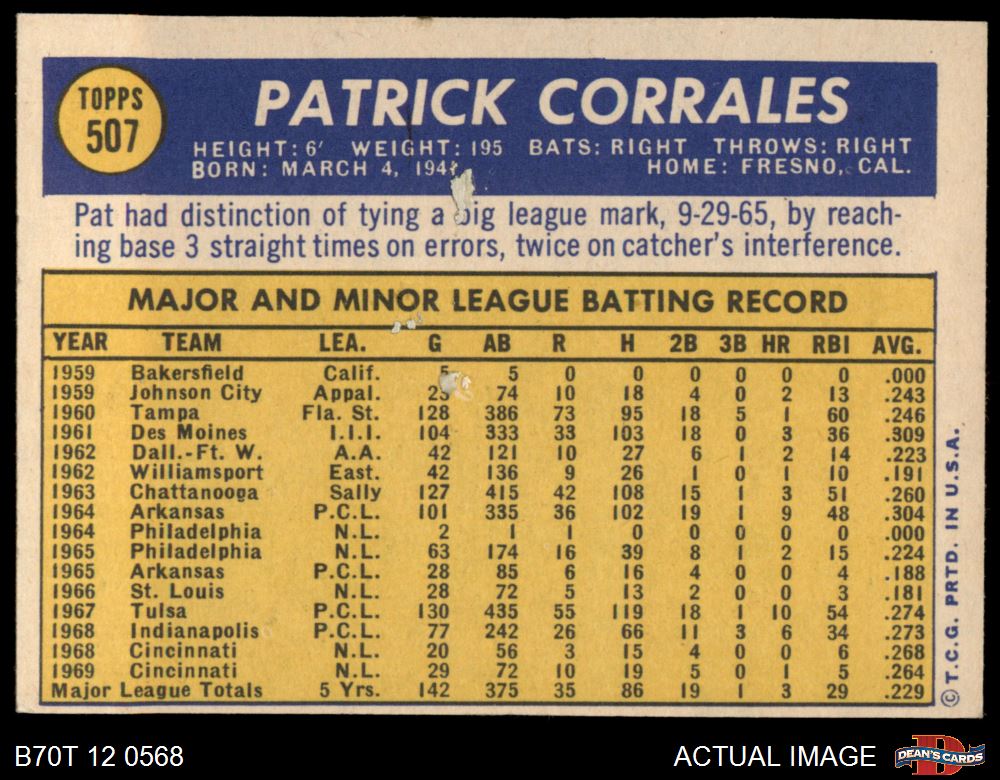 TOPPS
507
PATRICK CORRALES
HEIGHT: 6' WEIGHT: 195 BATS: RIGHT THROWS: RIGHT
BORN: MARCH 4, 194 HOME: FRESNO, CAL.
Pat had distinction of tying a big league mark, 9-29-65, by reach-
ing base 3 straight times on errors, twice on catcher's interference.
MAJOR AND MINOR LEAGUE BATTING RECORD
YEAR TEAM LEA. G AB R H 2B 3B HR RBI AVG.
1959 Bakersfield Calif. 5 5 0 0 0 0 0 0 .000
1959 Johnson City Appal. 25 74 10 18 4 0 2 13 .243
1960 Tampa Fla. St. 128 386 73 95 18 5 1 60 .246
1961 Des Moines I.I.I. 104 333 33 103 18 0 3 36 .309
1962 Dall.-Ft. W. A.A. 42 121 10 27 6 1 2 14 .223
1962 Williamsport East. 42 136 9 26 1 0 1 10 .191
1963 Chattanooga Sally 127 415 42 108 15 1 3 51 .260
1964 Arkansas P.C.L. 101 335 36 102 19 1 9 48 .304
1964 Philadelphia N.L. 2 1 1 0 0 0 0 0 .000
1965 Philadelphia N.L. 63 174 16 39 8 1 2 15 .224
1965 Arkansas P.C.L. 28 85 6 16 4 0 0 4 .188
1966 St. Louis N.L. 28 72 5 13 2 0 0 3 .181
1967 Tulsa P.C.L. 130 435 55 119 18 1 10 54 .274
1968 Indianapolis P.C.L. 77 242 26 66 11 3 6 34 .273
1968 Cincinnati N.L. 20 56 3 15 4 0 0 6 .268
1969 Cincinnati N.L. 29 72 10 19 5 0 1 5 .264
Major League Totals 5 Yrs. 142 375 35 86 19 1 3 29 .229
©T.C.G. PRTD. IN U.S.A.
B70T 12 0568 ACTUAL IMAGE
D
DEAN'S CARDS